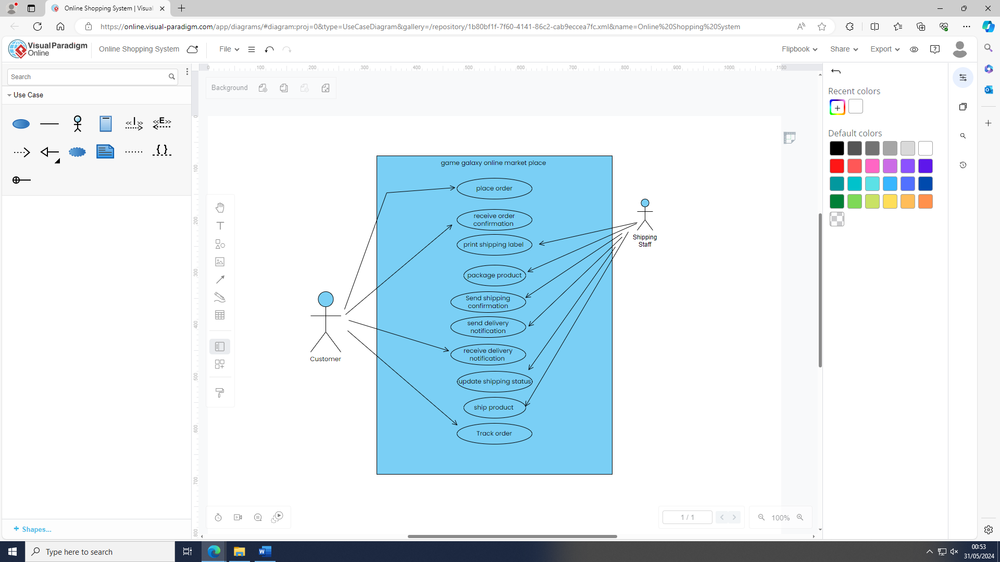 Online Shopping System | Visual
https://online.visual-paradigm.com/app/diagrams/#diagram:proj=0&type=UseCaseDiagram&gallery=/repository/1b80bf1f-7f60-4141-86c2-cab9eccea7fc.xml&name=Online%20Shopping%20System
Visual Paradigm
Online
Online Shopping System
File
Flipbook
Share
Export
Search
Use Case
<<I>>
<<E>>
{ }
+ Shapes...
0 100 200 300 400 500 600 700 800 900 1000 1100
0
100
200
300
400
500
600
700
800
Background
game galaxy online market place
place order
receive order
confirmation
print shipping label
package product
Send shipping
confirmation
send delivery
notification
receive delivery
notification
update shipping status
ship product
Track order
Customer
Shipping
Staff
Recent colors
Default colors
1 / 1
100%
Type here to search
00:53
31/05/2024